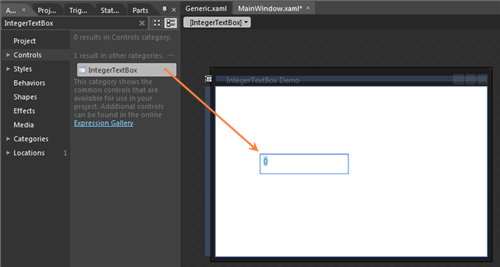 A... Proj... Trig... Stat... Parts
Generic.xaml MainWindow.xaml*
IntegerTextBox
[IntegerTextBox]
Project
Controls
Styles
Behaviors
Shapes
Effects
Media
Categories
Locations 1
0 results in Controls category.
1 result in other categories.
IntegerTextBox
This category shows the
common controls that are
available for use in your
project. Additional controls
can be found in the online
Expression Gallery.
IntegerTextBox Demo
0